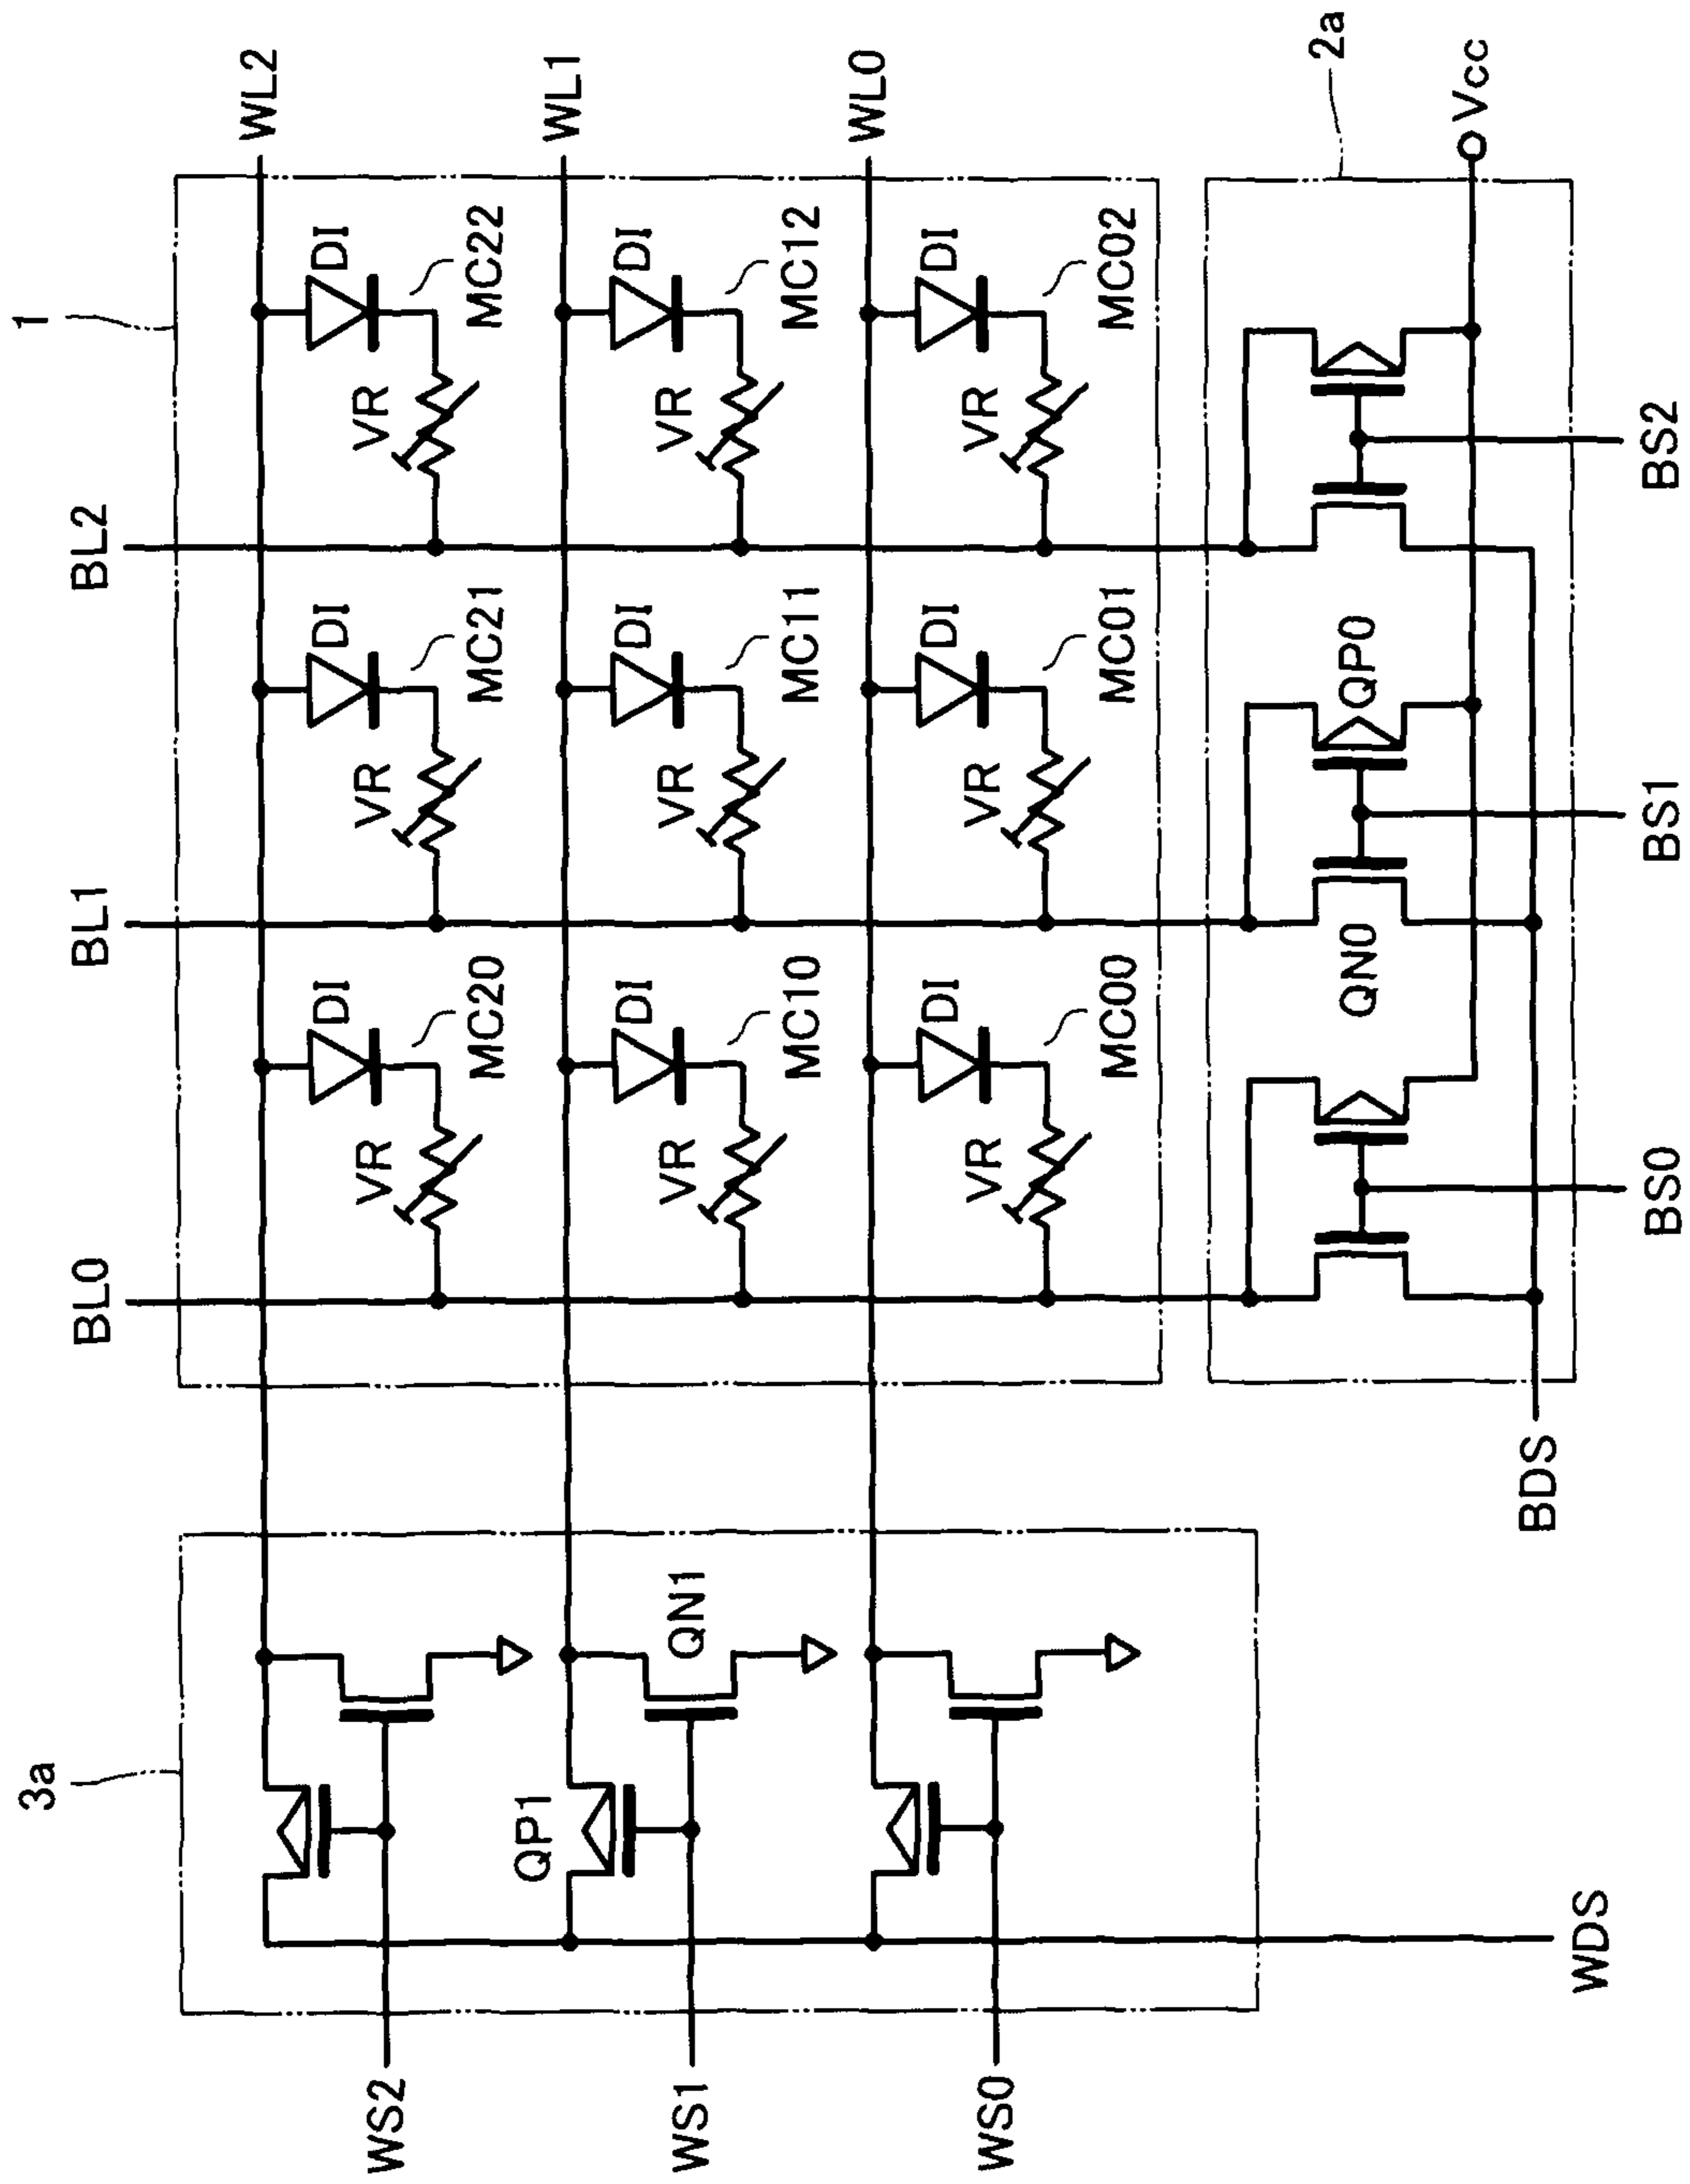 3a
1
BL0
BL1
BL2
WL2
DI
DI
DI
VR
VR
VR
WS2
MC20
MC21
MC22
QP1
WL1
DI
DI
DI
VR
VR
VR
QN1
WS1
MC10
MC11
MC12
WL0
DI
DI
DI
VR
VR
VR
WS0
MC00
MC01
MC02
2a
QN0
QP0
Vcc
BDS
WDS
BS0
BS1
BS2